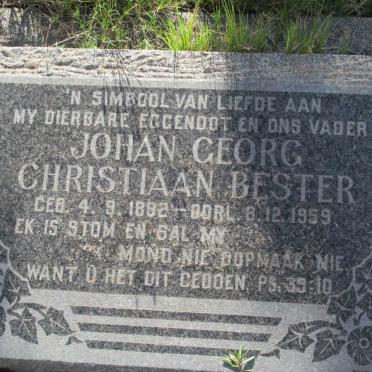 'N SIMBOOL VAN LIEFDE AAN
MY DIERBARE EGGENOOT EN ONS VADER
JOHAN GEORG
CHRISTIAAN BESTER
GEB. 4.9.1892 — OORL. 8.12.1959
EK IS STOM EN SAL MY
MOND NIE OOPMAAK NIE,
WANT U HET DIT GEDOEN. PS. 39:10.